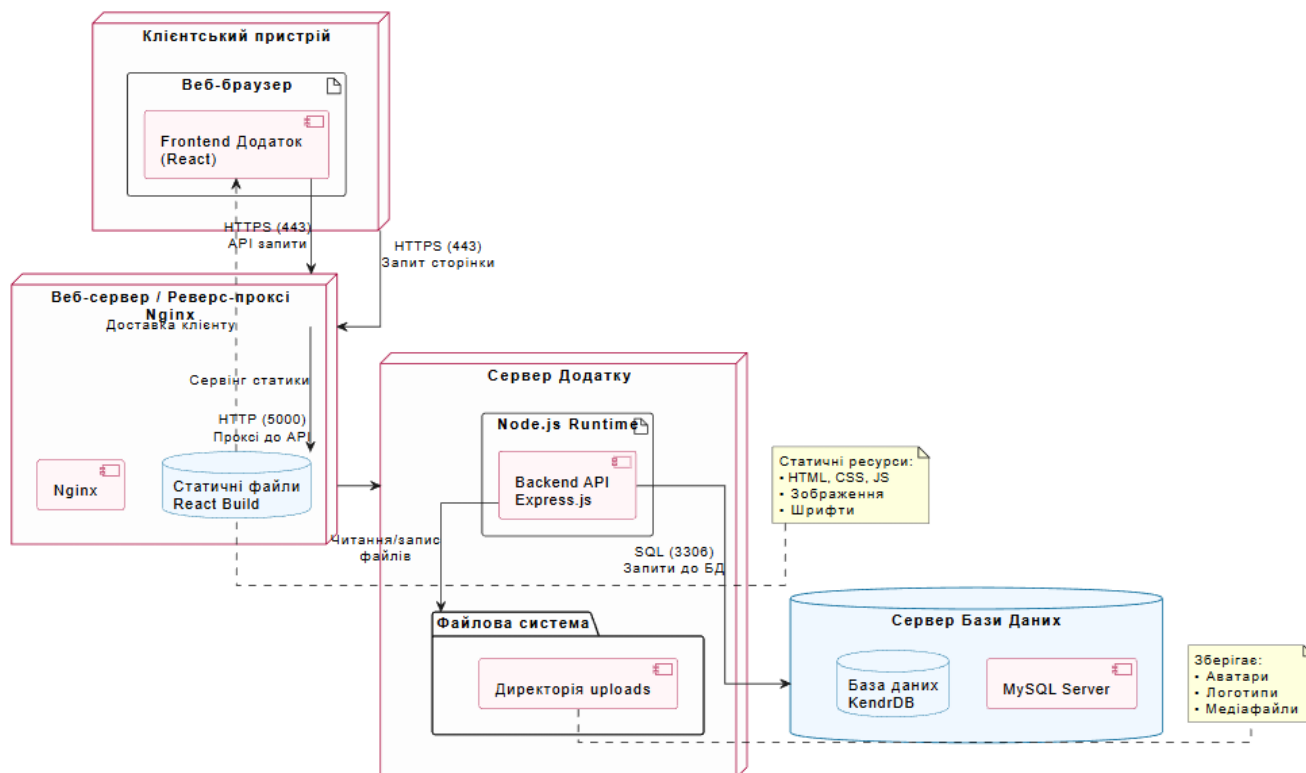 Клієнтський пристрій
Веб-браузер
Frontend Додаток
(React)
HTTPS (443)
API запити
HTTPS (443)
Запит сторінки
Веб-сервер / Реверс-проксі
Nginx
Доставка клієнту
Сервінг статики
HTTP (5000)
Проксі до API
Nginx
Статичні файли
React Build
Сервер Додатку
Node.js Runtime
Backend API
Express.js
Читання/запис
файлів
SQL (3306)
Запити до БД
Статичні ресурси:
• HTML, CSS, JS
• Зображення
• Шрифти
Файлова система
Директорія uploads
Сервер Бази Даних
База даних
KendrDB
MySQL Server
Зберігає:
• Аватари
• Логотипи
• Медіафайли